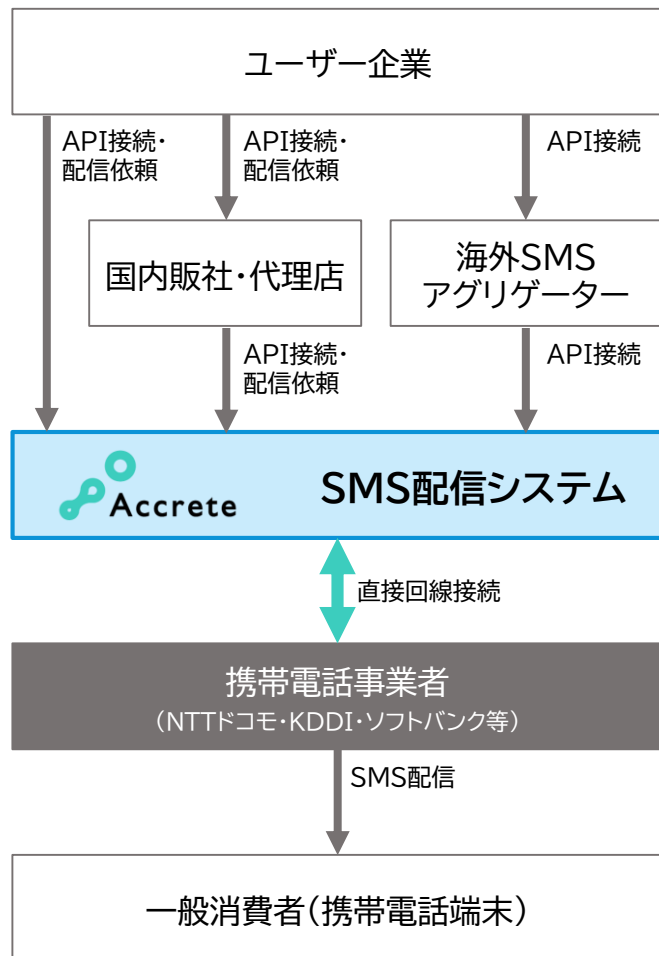 ユーザー企業
API接続・
配信依頼
API接続・
配信依頼
API接続
国内販社・代理店
海外SMS
アグリゲーター
API接続・
配信依頼
API接続
Accrete
SMS配信システム
直接回線接続
携帯電話事業者
（NTTドコモ・KDDI・ソフトバンク等）
SMS配信
一般消費者（携帯電話端末）